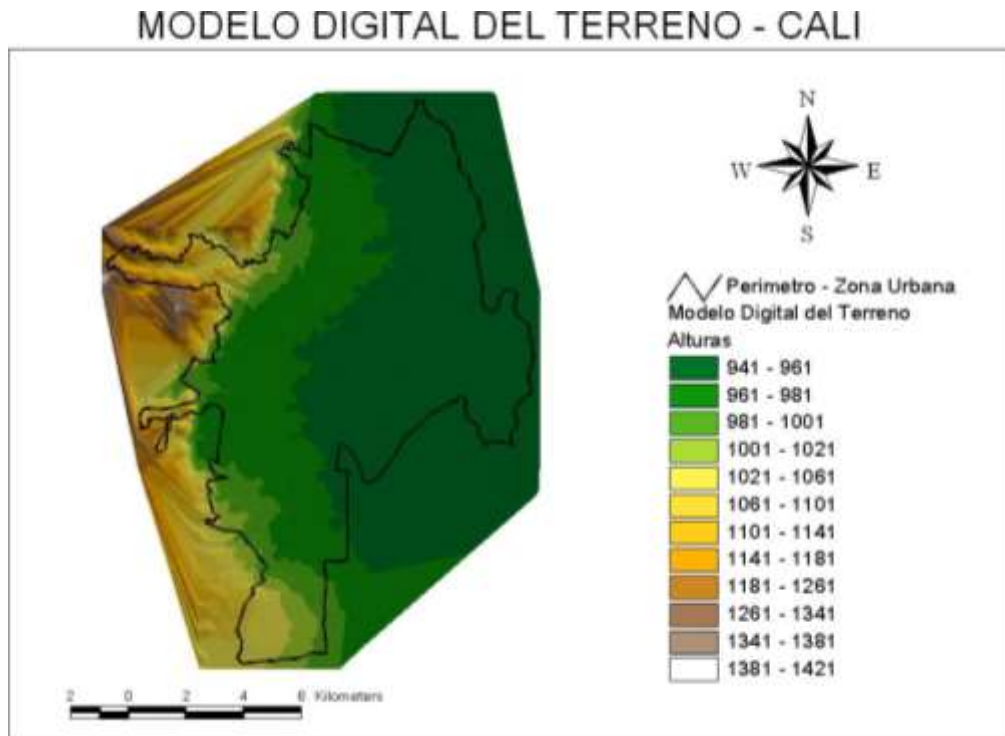 MODELO DIGITAL DEL TERRENO - CALI
N
W
E
S
Perimetro - Zona Urbana
Modelo Digital del Terreno
Alturas
941 - 961
961 - 981
981 - 1001
1001 - 1021
1021 - 1061
1061 - 1101
1101 - 1141
1141 - 1181
1181 - 1261
1261 - 1341
1341 - 1381
1381 - 1421
2 0 2 4 6 Kilometers